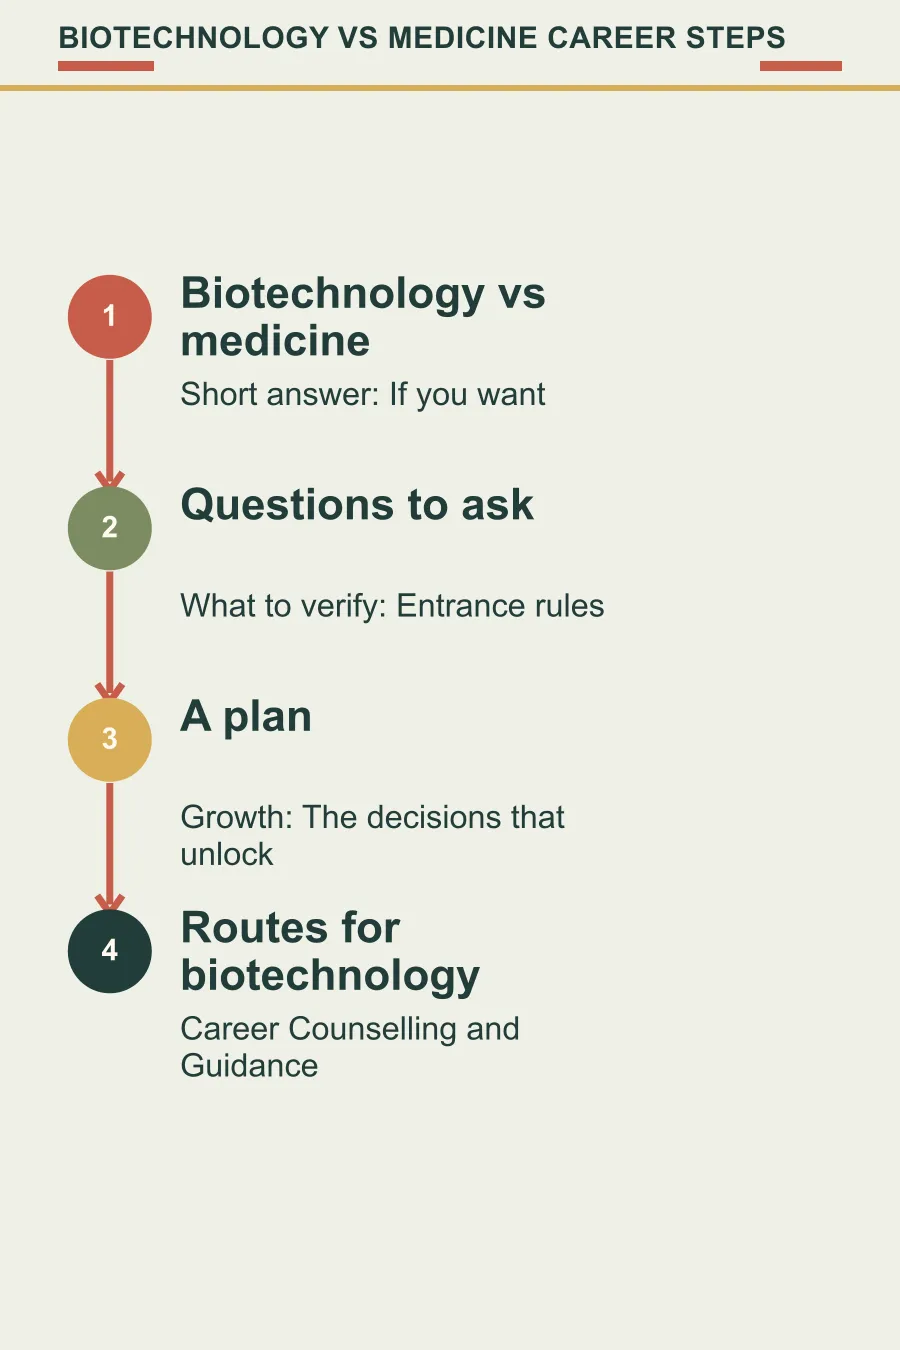 BIOTECHNOLOGY VS MEDICINE CAREER STEPS
1
Biotechnology vs
medicine
Short answer: If you want
2
Questions to ask
What to verify: Entrance rules
3
A plan
Growth: The decisions that
unlock
4
Routes for
biotechnology
Career Counselling and
Guidance